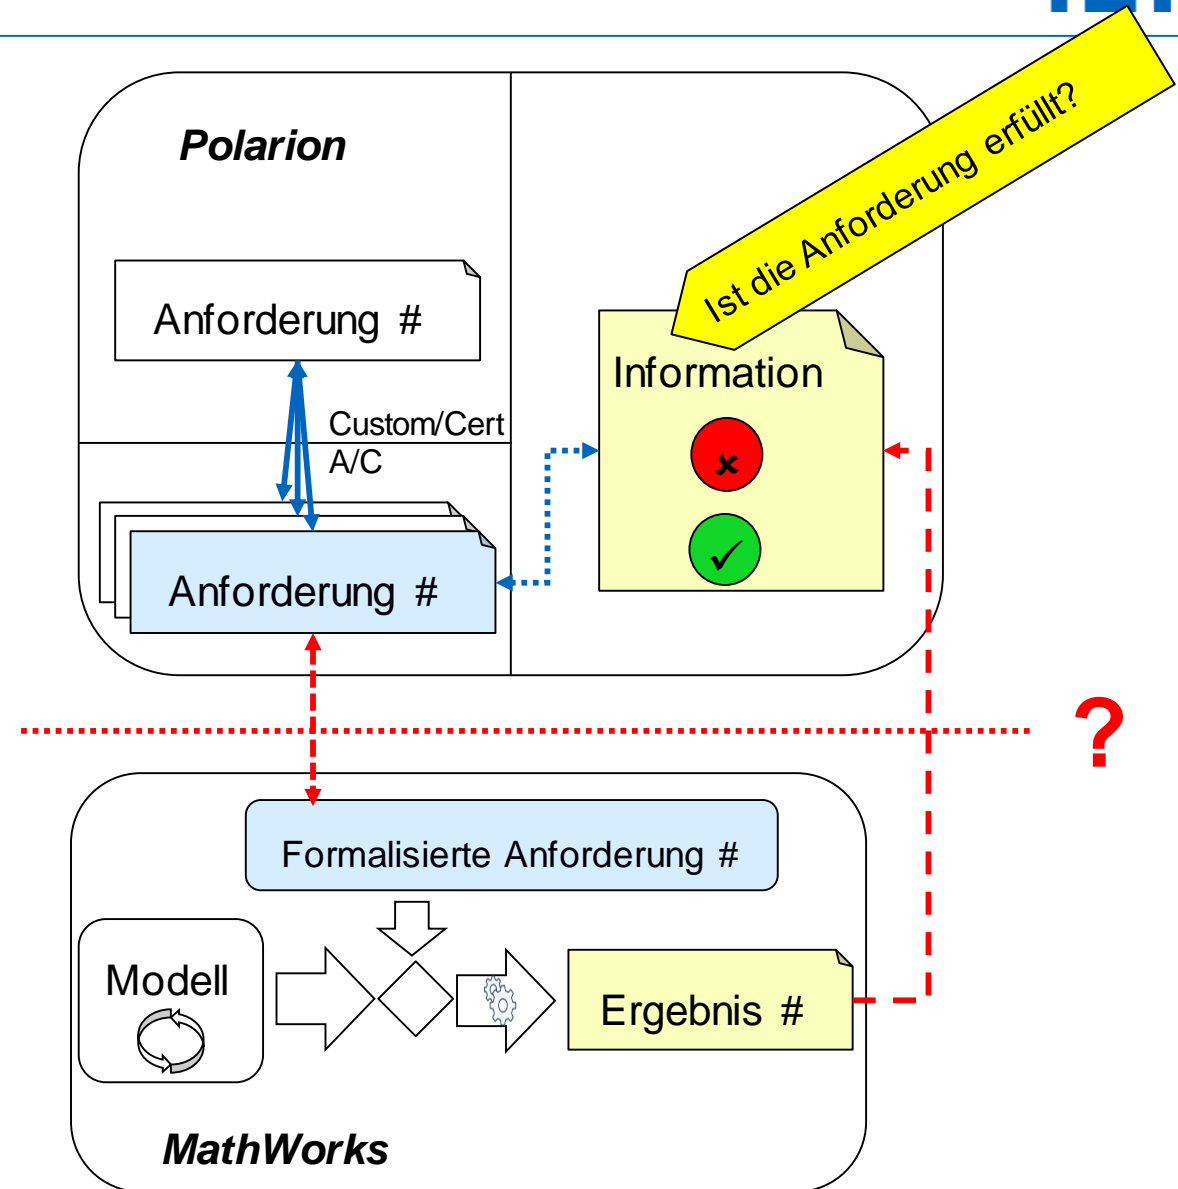 Polarion
Ist die Anforderung erfüllt?
Anforderung #
Information
Custom/Cert
A/C
Anforderung #
?
Formalisierte Anforderung #
Modell
Ergebnis #
MathWorks